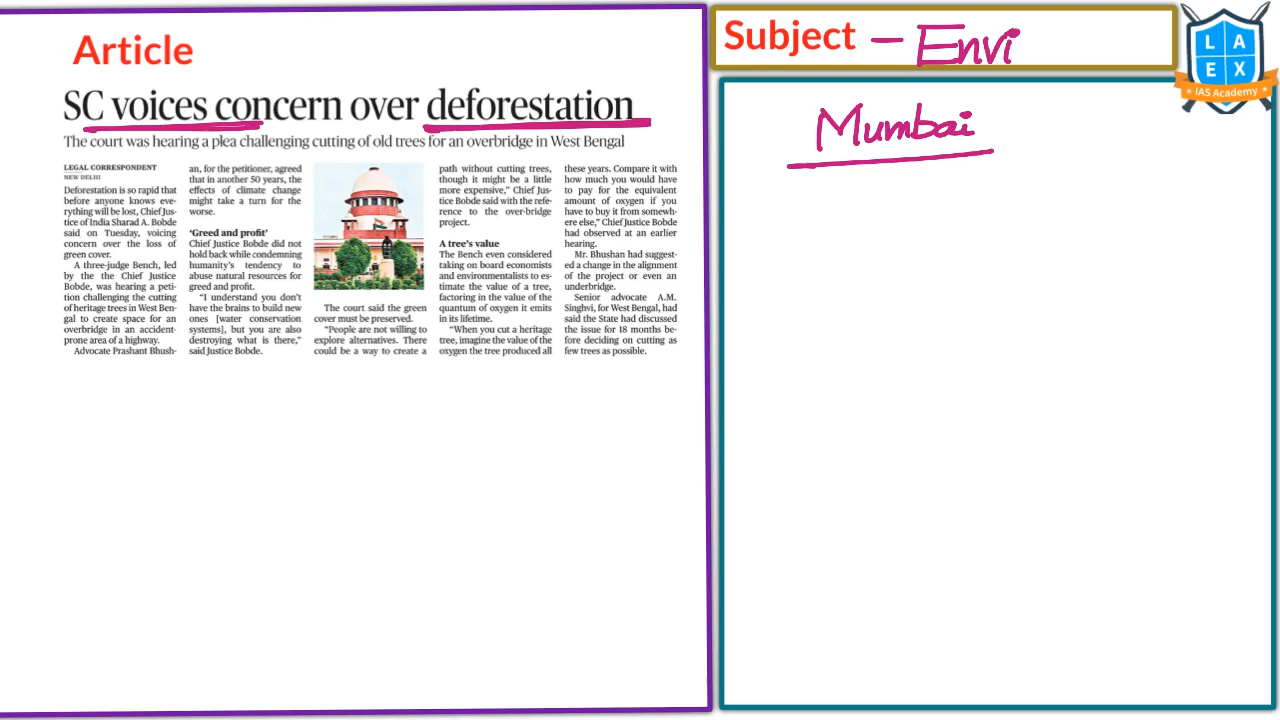 Article
SC voices concern over deforestation
The court was hearing a plea challenging cutting of old trees for an overbridge in West Bengal
LEGAL CORRESPONDENT
NEW DELHI
Deforestation is so rapid that
before anyone knows eve-
rything will be lost, Chief Jus-
tice of India Sharad A. Bobde
said on Tuesday, voicing
concern over the loss of
green cover.
A three-judge Bench, led
by the the Chief Justice
Bobde, was hearing a peti-
tion challenging the cutting
of heritage trees in West Ben-
gal to create space for an
overbridge in an accident-
prone area of a highway.
Advocate Prashant Bhush-
an, for the petitioner, agreed
that in another 50 years, the
effects of climate change
might take a turn for the
worse.
‘Greed and profit’
Chief Justice Bobde did not
hold back while condemning
humanity’s tendency to
abuse natural resources for
greed and profit.
“I understand you don’t
have the brains to build new
ones [water conservation
systems], but you are also
destroying what is there,”
said Justice Bobde.
The court said the green
cover must be preserved.
“People are not willing to
explore alternatives. There
could be a way to create a
path without cutting trees,
though it might be a little
more expensive,” Chief Jus-
tice Bobde said with the refe-
rence to the over-bridge
project.
A tree’s value
The Bench even considered
taking on board economists
and environmentalists to es-
timate the value of a tree,
factoring in the value of the
quantum of oxygen it emits
in its lifetime.
“When you cut a heritage
tree, imagine the value of the
oxygen the tree produced all
these years. Compare it with
how much you would have
to pay for the equivalent
amount of oxygen if you
have to buy it from somewh-
ere else,” Chief Justice Bobde
had observed at an earlier
hearing.
Mr. Bhushan had suggest-
ed a change in the alignment
of the project or even an
underbridge.
Senior advocate A.M.
Singhvi, for West Bengal, had
said the State had discussed
the issue for 18 months be-
fore deciding on cutting as
few trees as possible.
Subject - Envi
LA
EX
IAS Academy
Mumbai